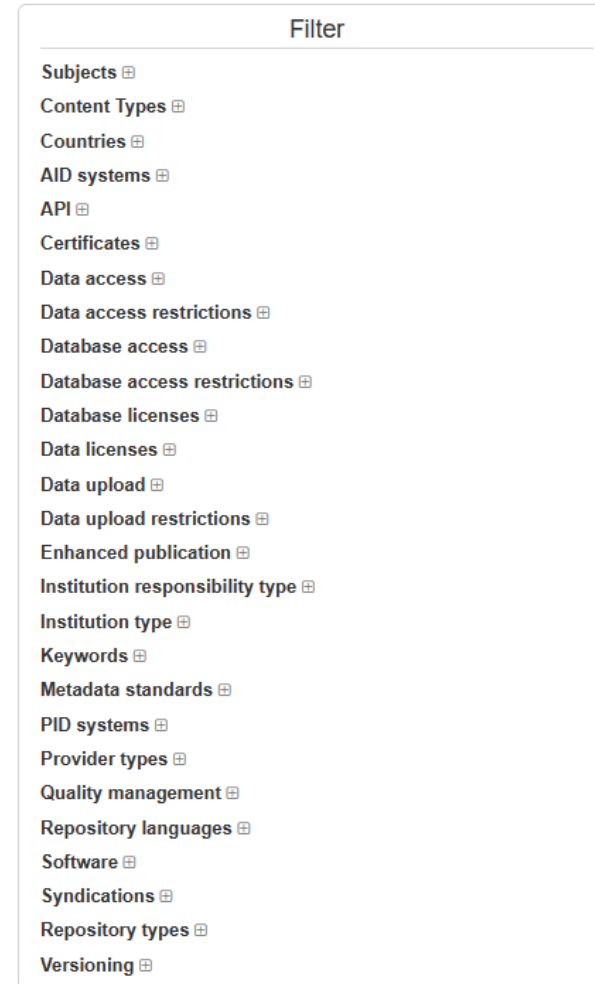 Filter
Subjects ⊞
Content Types ⊞
Countries ⊞
AID systems ⊞
API ⊞
Certificates ⊞
Data access ⊞
Data access restrictions ⊞
Database access ⊞
Database access restrictions ⊞
Database licenses ⊞
Data licenses ⊞
Data upload ⊞
Data upload restrictions ⊞
Enhanced publication ⊞
Institution responsibility type ⊞
Institution type ⊞
Keywords ⊞
Metadata standards ⊞
PID systems ⊞
Provider types ⊞
Quality management ⊞
Repository languages ⊞
Software ⊞
Syndications ⊞
Repository types ⊞
Versioning ⊞